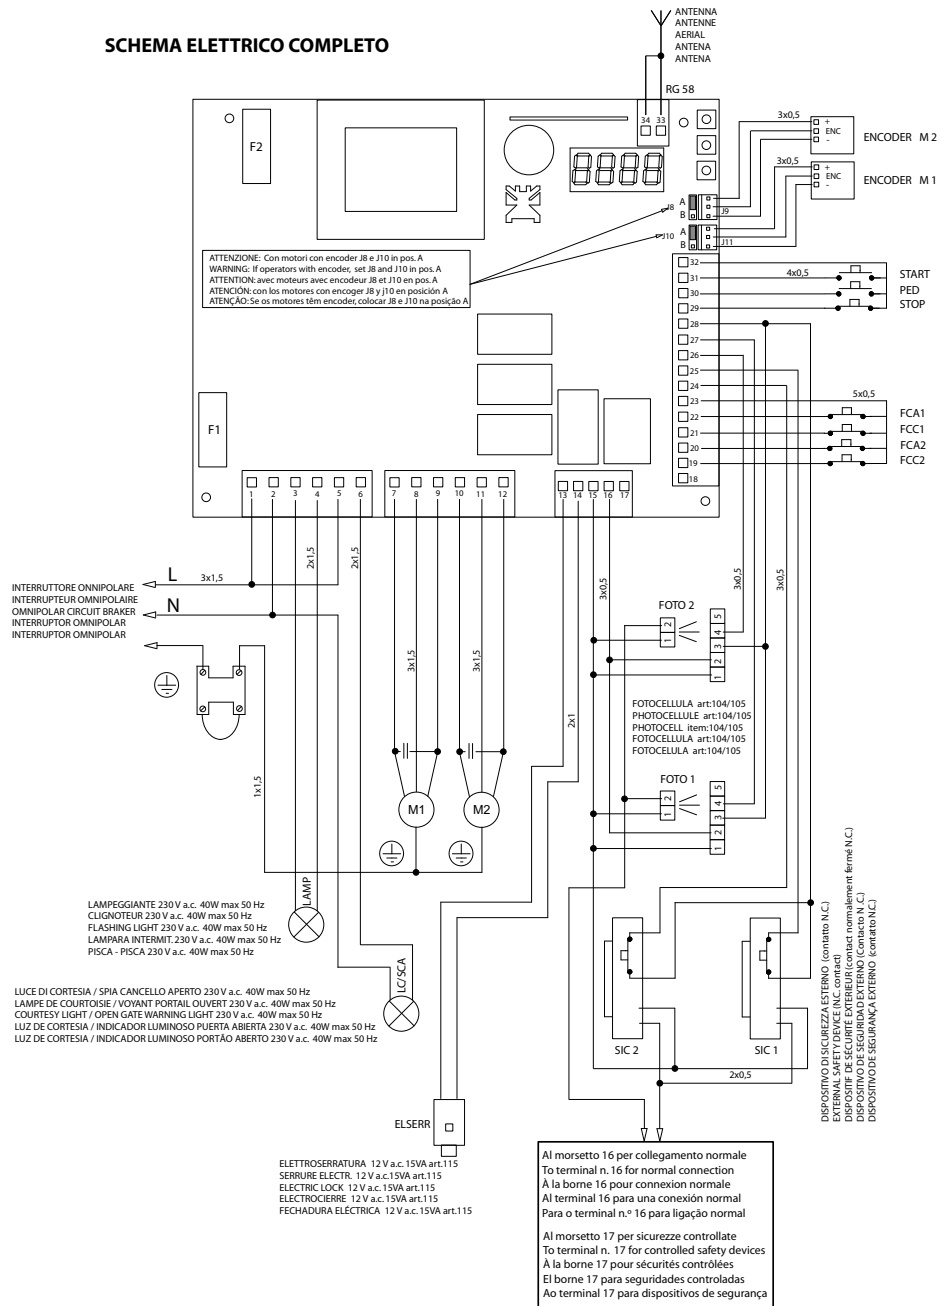 SCHEMA ELETTRICO COMPLETO
ANTENNA
ANTENNE
AERIAL
ANTENA
ANTENA
RG 58
34 33
F2
3x0,5
+
ENC
-
ENCODER M 2
3x0,5
+
ENC
-
ENCODER M 1
J8
A
B
J9
J10
A
B
J11
ATTENZIONE: Con motori con encoder J8 e J10 in pos. A
WARNING: If operators with encoder, set J8 and J10 in pos. A
ATTENTION: avec moteurs avec encodeur J8 et J10 en pos. A
ATENCIÓN: con los motores con encoger J8 y j10 en posición A
ATENÇÃO: Se os motores têm encoder, colocar J8 e J10 na posição A
32
31
30
29
28
27
26
25
24
23
22
21
20
19
18
4x0,5
START
PED
STOP
5x0,5
FCA1
FCC1
FCA2
FCC2
F1
1 2 3 4 5 6
7 8 9 10 11 12
13 14 15 16 17
L
3x1,5
N
INTERRUTTORE ONNIPOLARE
INTERRUPTEUR OMNIPOLAIRE
OMNIPOLAR CIRCUIT BRAKER
INTERRUPTOR OMNIPOLAR
INTERRUPTOR OMNIPOLAR
2x1,5
2x1,5
3x1,5
3x1,5
3x0,5
3x0,5
3x0,5
2x1
1x1,5
FOTO 2
2
1
5
4
3
2
1
FOTOCELLULA art:104/105
PHOTOCELLULE art:104/105
PHOTOCELL item:104/105
FOTOCELLULA art:104/105
FOTOCELULA art:104/105
FOTO 1
2
1
5
4
3
2
1
M1
M2
LAMP
LAMPEGGIANTE 230 V a.c. 40W max 50 Hz
CLIGNOTEUR 230 V a.c. 40W max 50 Hz
FLASHING LIGHT 230 V a.c. 40W max 50 Hz
LAMPARA INTERMIT. 230 V a.c. 40W max 50 Hz
PISCA - PISCA 230 V a.c. 40W max 50 Hz
LC/SCA
LUCE DI CORTESIA / SPIA CANCELLO APERTO 230 V a.c. 40W max 50 Hz
LAMPE DE COURTOISIE / VOYANT PORTAIL OUVERT 230 V a.c. 40W max 50 Hz
COURTESY LIGHT / OPEN GATE WARNING LIGHT 230 V a.c. 40W max 50 Hz
LUZ DE CORTESIA / INDICADOR LUMINOSO PUERTA ABIERTA 230 V a.c. 40W max 50 Hz
LUZ DE CORTESIA / INDICADOR LUMINOSO PORTÃO ABERTO 230 V a.c. 40W max 50 Hz
SIC 2
SIC 1
2x0,5
DISPOSITIVO DI SICUREZZA ESTERNO (contatto N.C.)
EXTERNAL SAFETY DEVICE (N.C. contact)
DISPOSITIF DE SÉCURITÉ EXTERIEUR (contact normalement fermé N.C.)
DISPOSITIVO DE SEGURIDAD EXTERNO (Contacto N .C.)
DISPOSITIVO DE SEGURANÇA EXTERNO (contatto N.C.)
ELSERR
ELETTROSERRATURA 12 V a.c. 15VA art.115
SERRURE ELECTR. 12 V a.c. 15VA art.115
ELECTRIC LOCK 12 V a.c. 15VA art.115
ELECTROCIERRE 12 V a.c. 15VA art.115
FECHADURA ELÉCTRICA 12 V a.c. 15VA art.115
Al morsetto 16 per collegamento normale
To terminal n. 16 for normal connection
À la borne 16 pour connexion normale
Al terminal 16 para una conexión normal
Para o terminal n.º 16 para ligação normal
Al morsetto 17 per sicurezze controllate
To terminal n. 17 for controlled safety devices
À la borne 17 pour sécurités contrôlées
El borne 17 para seguridades controladas
Ao terminal 17 para dispositivos de segurança